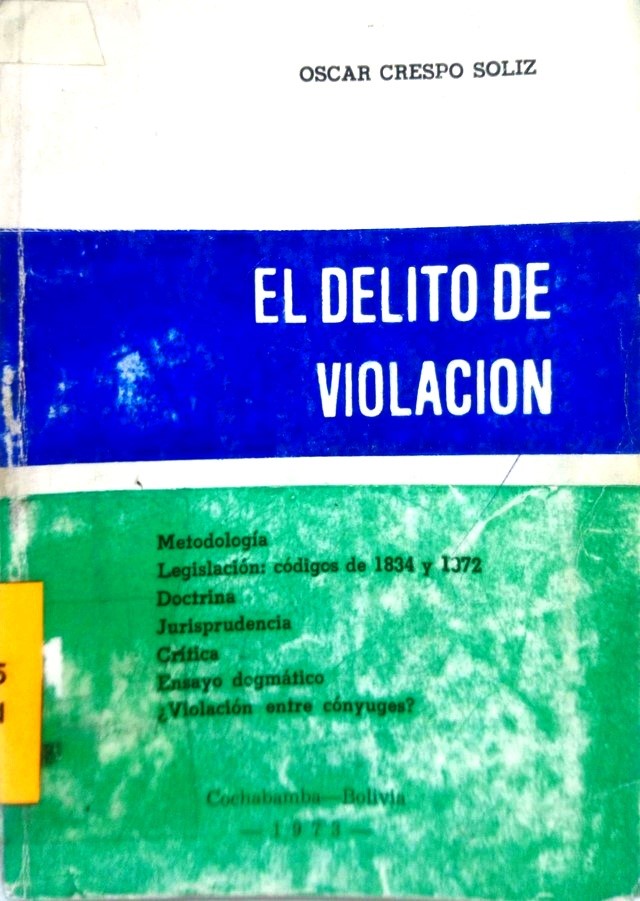 OSCAR CRESPO SOLIZ
EL DELITO DE
VIOLACION
Metodología
Legislación: códigos de 1834 y 1972
Doctrina
Jurisprudencia
Crítica
Ensayo dogmático
¿Violación entre cónyuges?
Cochabamba—Bolivia
— 1973 —